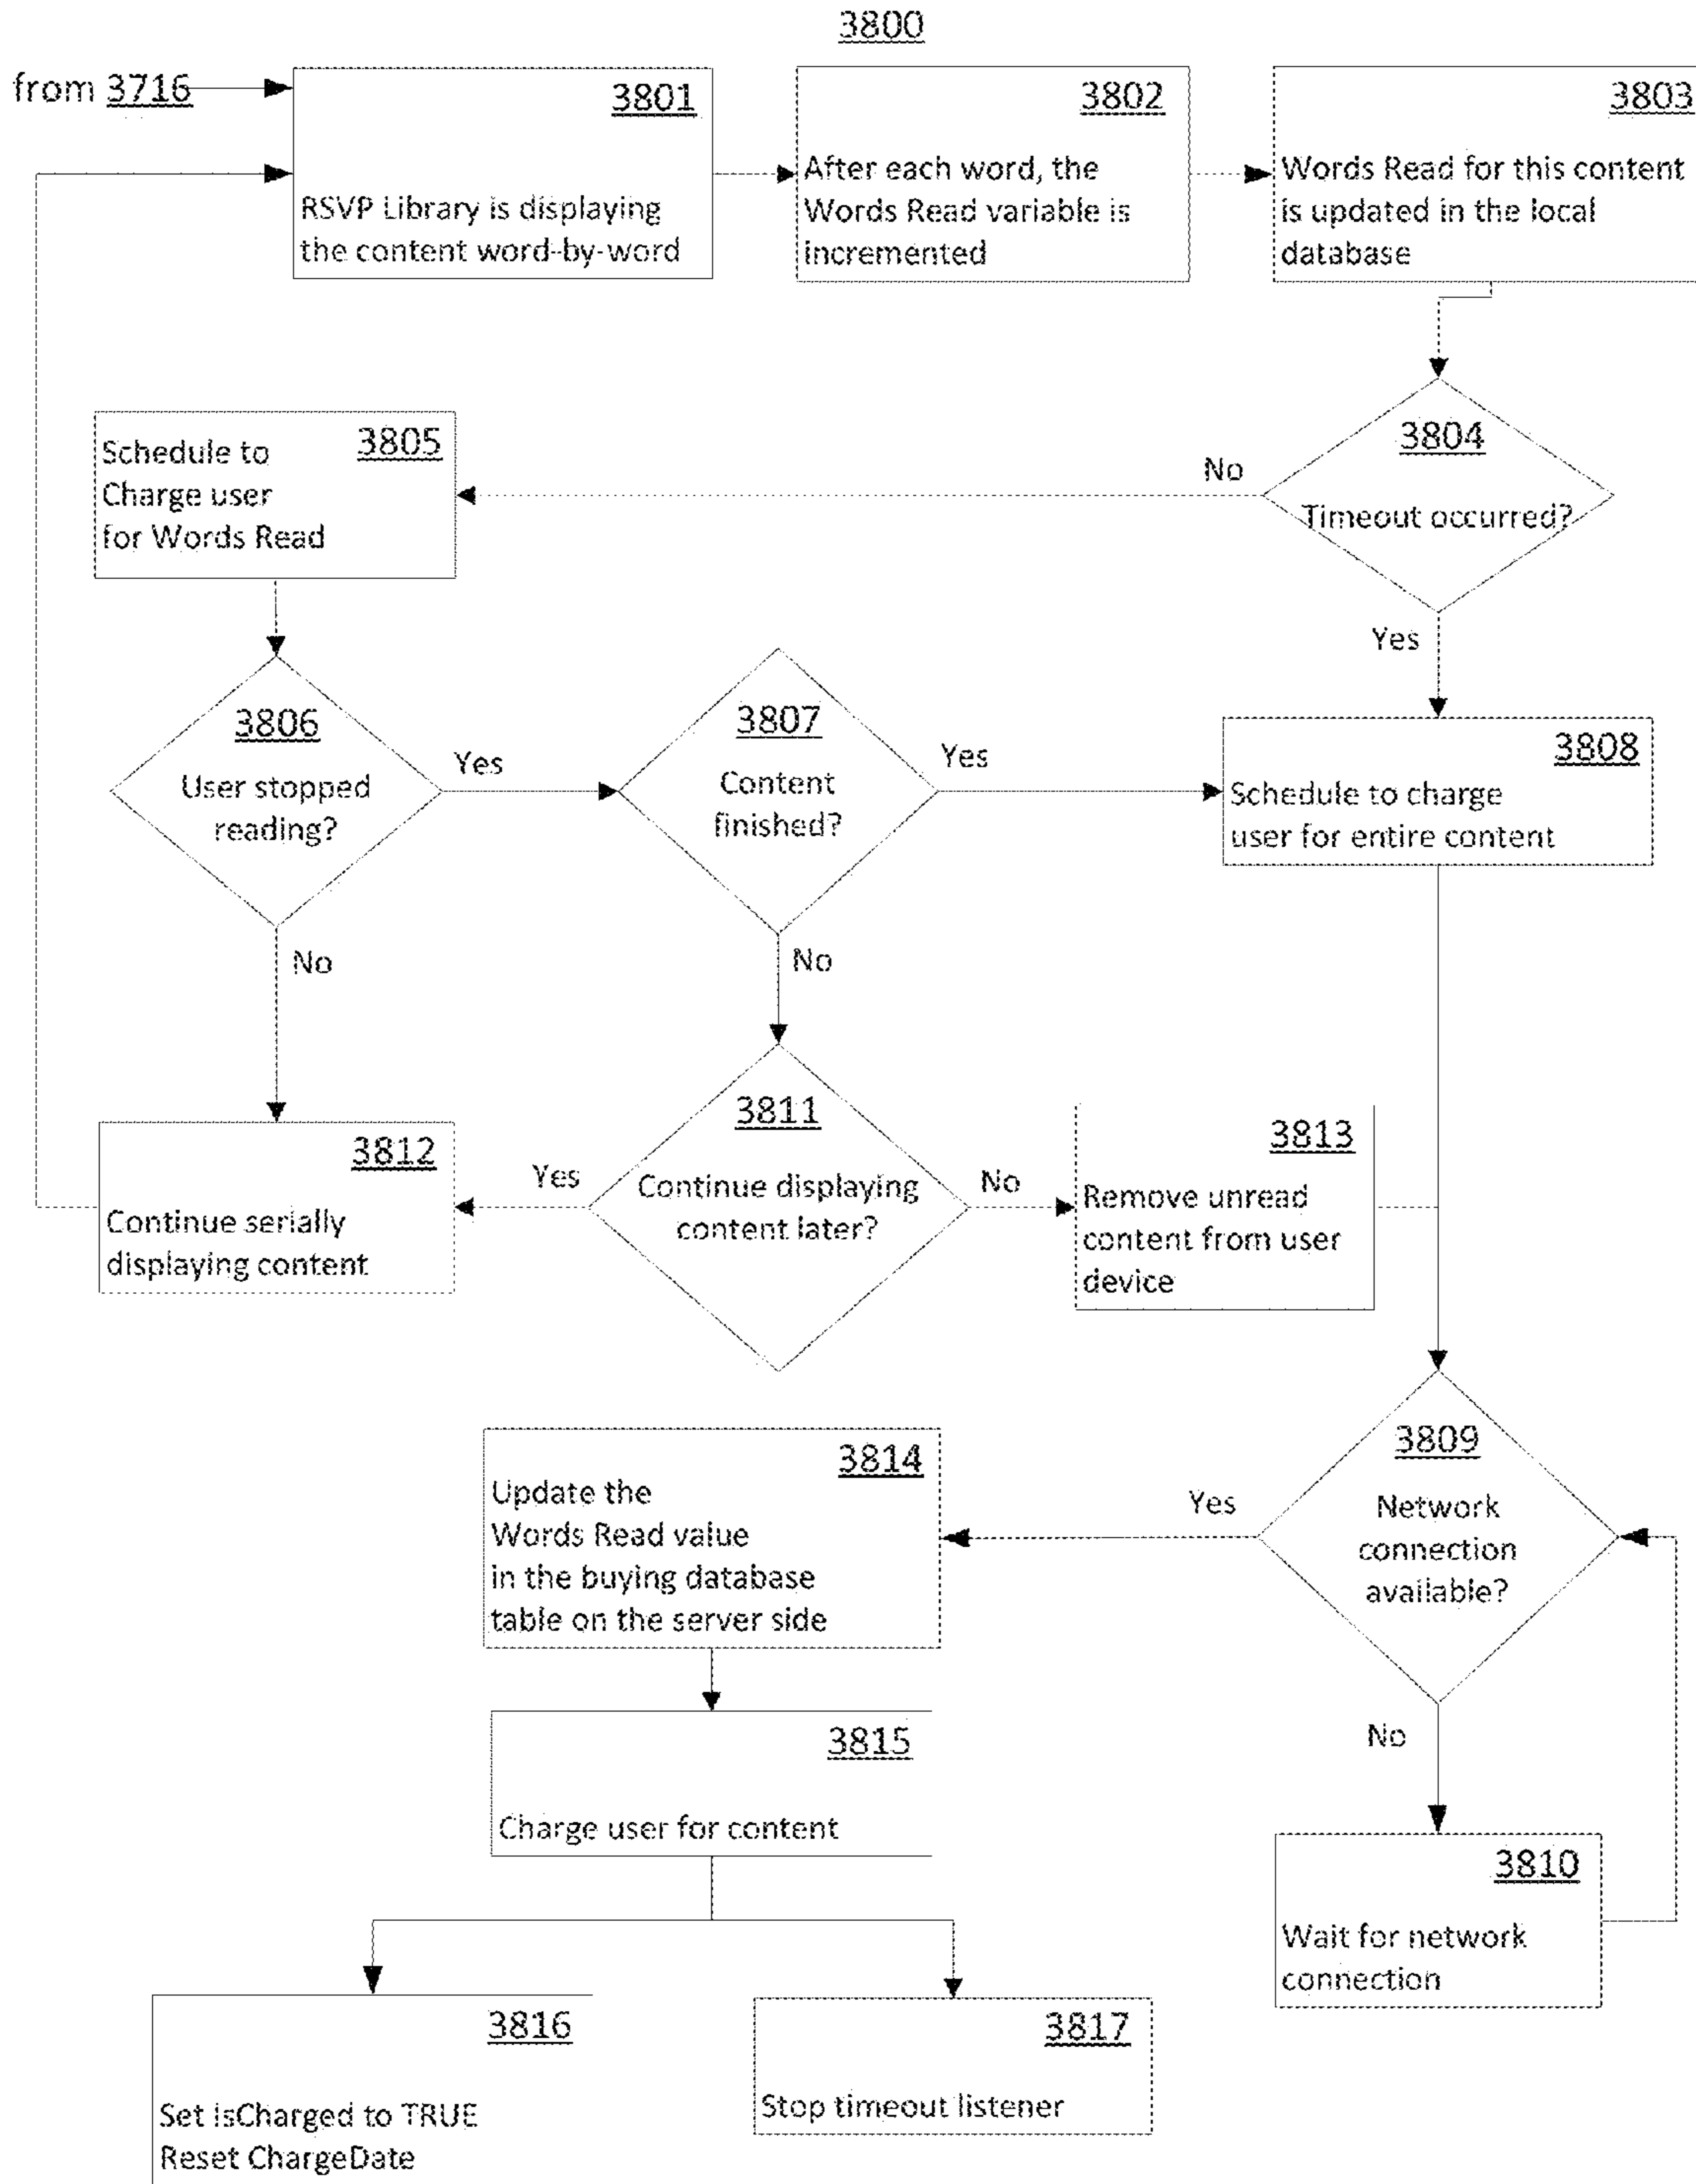 3800
from 3716
3801
RSVP Library is displaying
the content word-by-word
3802
After each word, the
Words Read variable is
incremented
3803
Words Read for this content
is updated in the local
database
3804
Timeout occurred?
No
Yes
3805
Schedule to
Charge user
for Words Read
3806
User stopped
reading?
Yes
No
3807
Content
finished?
Yes
No
3808
Schedule to charge
user for entire content
3811
Continue displaying
content later?
Yes
No
3812
Continue serially
displaying content
3813
Remove unread
content from user
device
3809
Network
connection
available?
Yes
No
3814
Update the
Words Read value
in the buying database
table on the server side
3815
Charge user for content
3810
Wait for network
connection
3816
Set isCharged to TRUE
Reset ChargeDate
3817
Stop timeout listener